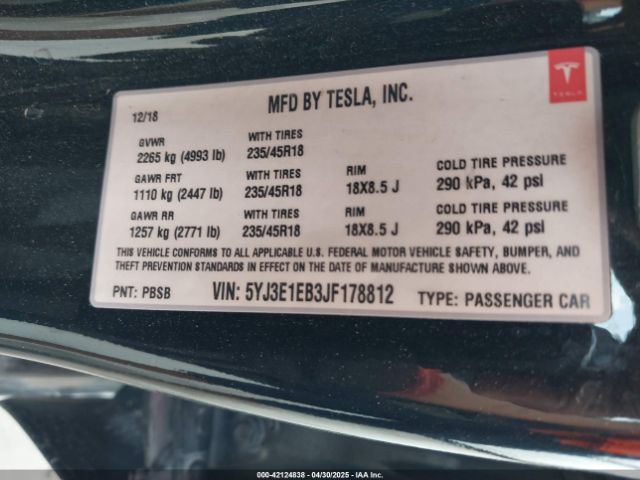 MFD BY TESLA, INC.
TESLA
12/18
GVWR WITH TIRES
2265 kg (4993 lb) 235/45R18
GAWR FRT WITH TIRES RIM COLD TIRE PRESSURE
1110 kg (2447 lb) 235/45R18 18X8.5 J 290 kPa, 42 psi
GAWR RR WITH TIRES RIM COLD TIRE PRESSURE
1257 kg (2771 lb) 235/45R18 18X8.5 J 290 kPa, 42 psi
THIS VEHICLE CONFORMS TO ALL APPLICABLE U.S. FEDERAL MOTOR VEHICLE SAFETY, BUMPER, AND
THEFT PREVENTION STANDARDS IN EFFECT ON THE DATE OF MANUFACTURE SHOWN ABOVE.
PNT: PBSB VIN: 5YJ3E1EB3JF178812 TYPE: PASSENGER CAR
000-42124838 - 04/30/2025 - IAA Inc.